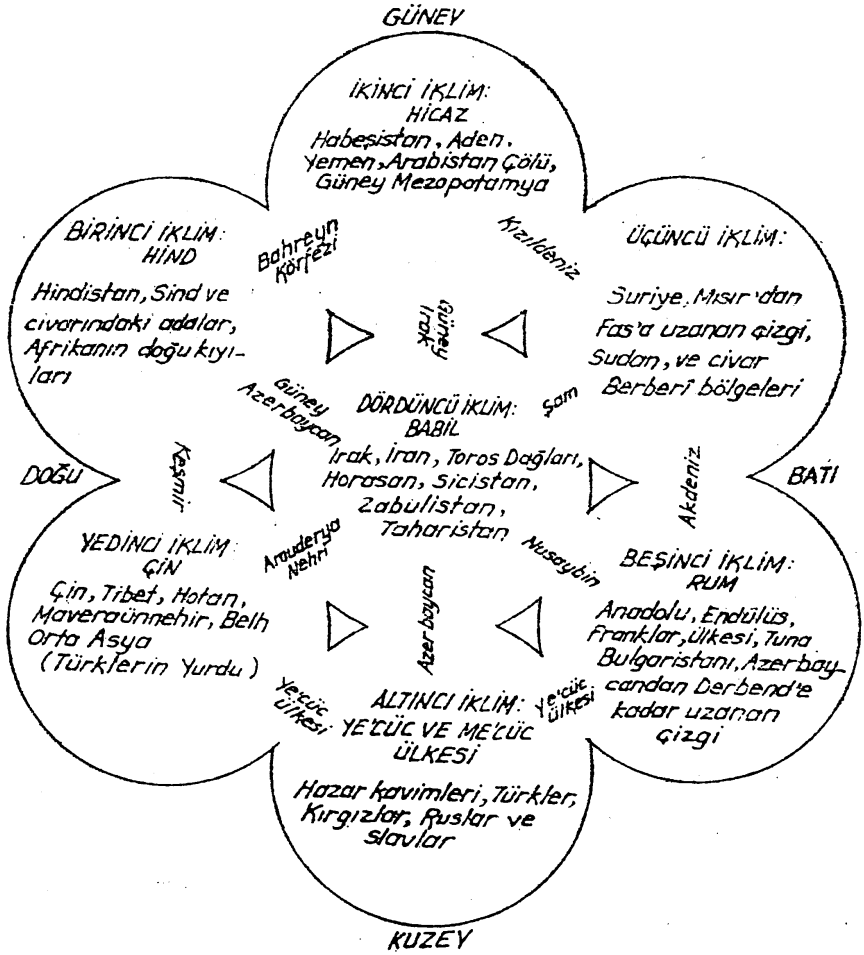 GÜNEY
İKİNCİ İKLİM:
HİCAZ
Habeşistan, Aden,
Yemen, Arabistan Çölü,
Güney Mezopotamya
BİRİNCİ İKLİM:
HİND
Hindistan, Sind ve
civarındaki adalar,
Afrikanın doğu kıyı-
ları
Bahreyn
Körfezi
Kızıldeniz
ÜÇÜNCÜ İKLİM:
Suriye, Mısır'dan
Fas'a uzanan çizgi,
Sudan, ve civar
Berberî bölgeleri
Güney
Irak
Güney
Azerbaycan
Şam
DÖRDÜNCÜ İKLİM:
BABİL
Irak, İran, Toros Dağları,
Horasan, Sicistan,
Zabülistan,
Taharistan
DOĞU
Keşmir
Akdeniz
BATI
YEDİNCİ İKLİM:
ÇİN
Çin, Tibet, Hotan,
Maveraünnehir, Belh
Orta Asya
(Türklerin Yurdu)
Amuderya
Nehri
Azerbaycan
Nusaybin
BEŞİNCİ İKLİM:
RUM
Anadolu, Endülüs,
Franklar, Ülkesi, Tuna
Bulgaristanı, Azerbay-
candan Derbend'e
kadar uzanan
çizgi
Ye'cüc
ülkesi
Ye'cüc
ülkesi
ALTINCI İKLİM:
YE'CÜC VE ME'CÜC
ÜLKESİ
Hazar kavimleri, Türkler,
Kırgızlar, Ruslar ve
slavlar
KUZEY